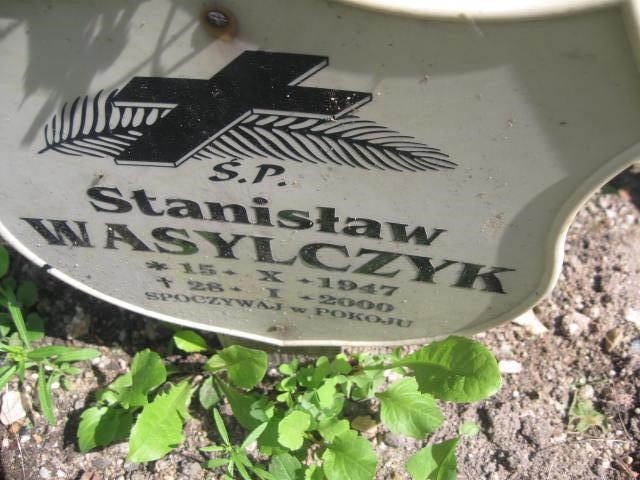 Ś.P.
Stanisław
WASYLCZYK
* 15 • X • 1947
† 28 • I • 2000
SPOCZYWAJ w POKOJU